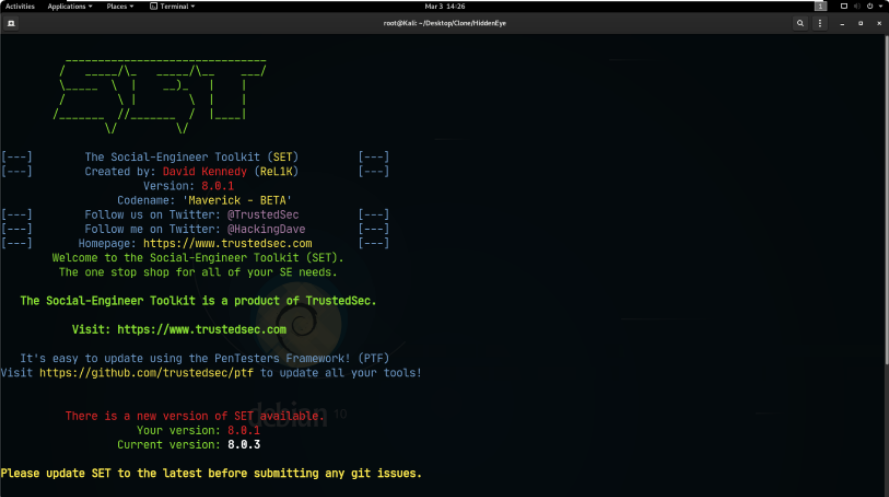 Activities Applications Places Terminal Mar 3 14:26 1
root@Kali: ~/Desktop/Clone/HiddenEye
SET
[---] The Social-Engineer Toolkit (SET) [---]
[---] Created by: David Kennedy (ReL1K) [---]
Version: 8.0.1
Codename: 'Maverick - BETA'
[---] Follow us on Twitter: @TrustedSec [---]
[---] Follow me on Twitter: @HackingDave [---]
[---] Homepage: https://www.trustedsec.com [---]
Welcome to the Social-Engineer Toolkit (SET).
The one stop shop for all of your SE needs.
The Social-Engineer Toolkit is a product of TrustedSec.
Visit: https://www.trustedsec.com
It's easy to update using the PenTesters Framework! (PTF)
Visit https://github.com/trustedsec/ptf to update all your tools!
There is a new version of SET available.
debian 10
Your version: 8.0.1
Current version: 8.0.3
Please update SET to the latest before submitting any git issues.